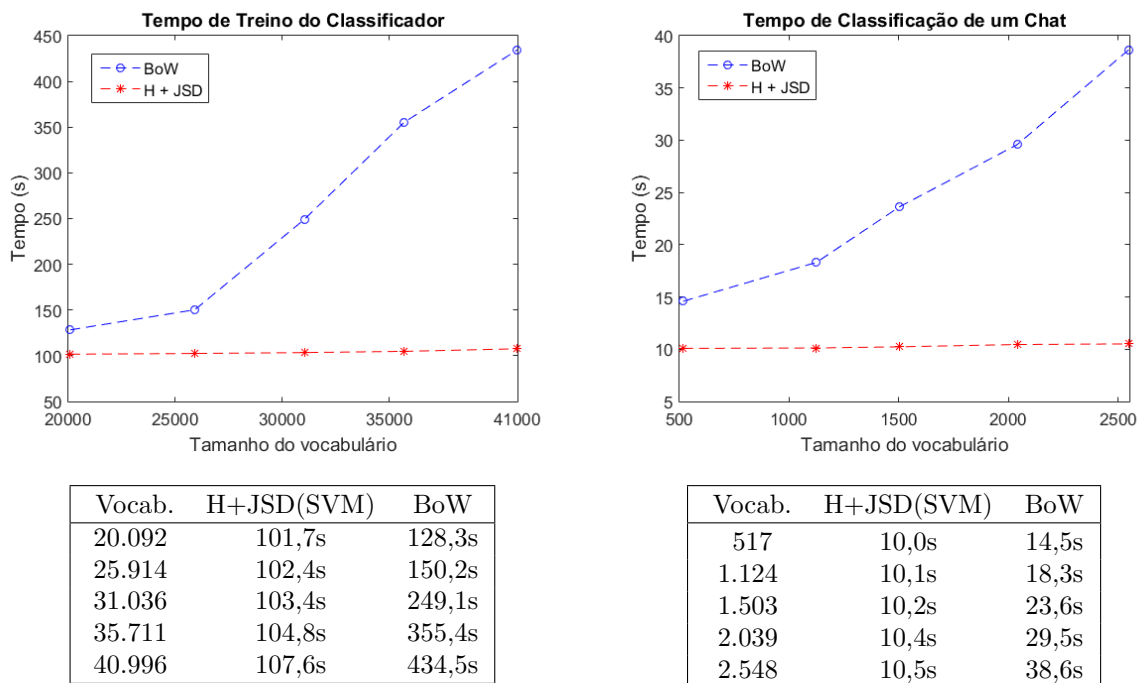 Tempo de Treino do Classificador
450
400
350
300
250
200
150
100
50
Tempo (s)
BoW
H + JSD
20000 25000 30000 35000 41000
Tamanho do vocabulário
Tempo de Classificação de um Chat
40
35
30
25
20
15
10
5
Tempo (s)
BoW
H + JSD
500 1000 1500 2000 2500
Tamanho do vocabulário
Vocab. H+JSD(SVM) BoW
20.092 101,7s 128,3s
25.914 102,4s 150,2s
31.036 103,4s 249,1s
35.711 104,8s 355,4s
40.996 107,6s 434,5s
Vocab. H+JSD(SVM) BoW
517 10,0s 14,5s
1.124 10,1s 18,3s
1.503 10,2s 23,6s
2.039 10,4s 29,5s
2.548 10,5s 38,6s